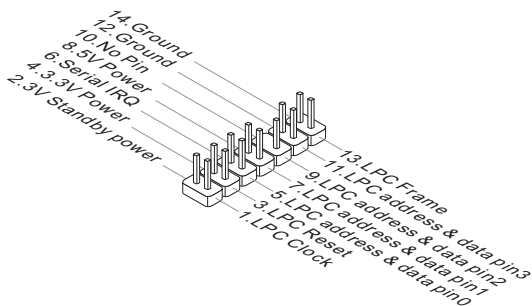 14.Ground
12.Ground
10.No Pin
8.5V Power
6.Serial IRQ
4.3.3V Power
2.3V Standby power
13.LPC Frame
11.LPC address & data pin3
9.LPC address & data pin2
7.LPC address & data pin1
5.LPC address & data pin0
3.LPC Reset
1.LPC Clock